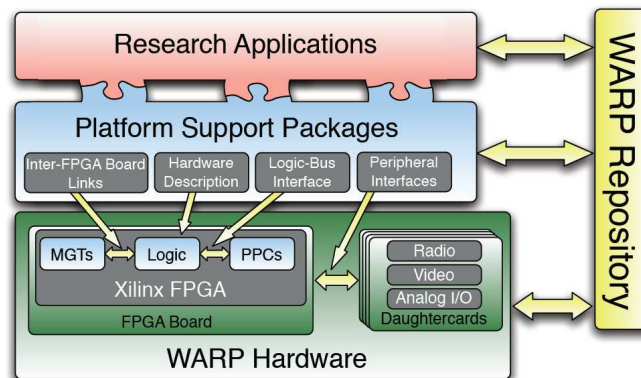 Research Applications
Platform Support Packages
Inter-FPGA Board
Links
Hardware
Description
Logic-Bus
Interface
Peripheral
Interfaces
MGTs
Logic
PPCs
Xilinx FPGA
FPGA Board
Radio
Video
Analog I/O
Daughtercards
WARP Hardware
WARP Repository